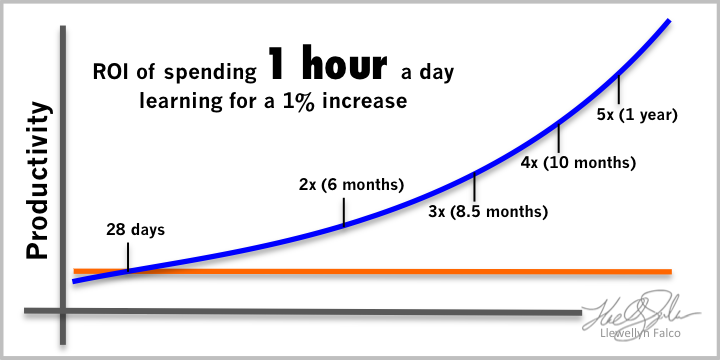 ROI of spending 1 hour a day
learning for a 1% increase
Productivity
28 days
2x (6 months)
3x (8.5 months)
4x (10 months)
5x (1 year)
Llewellyn Falco